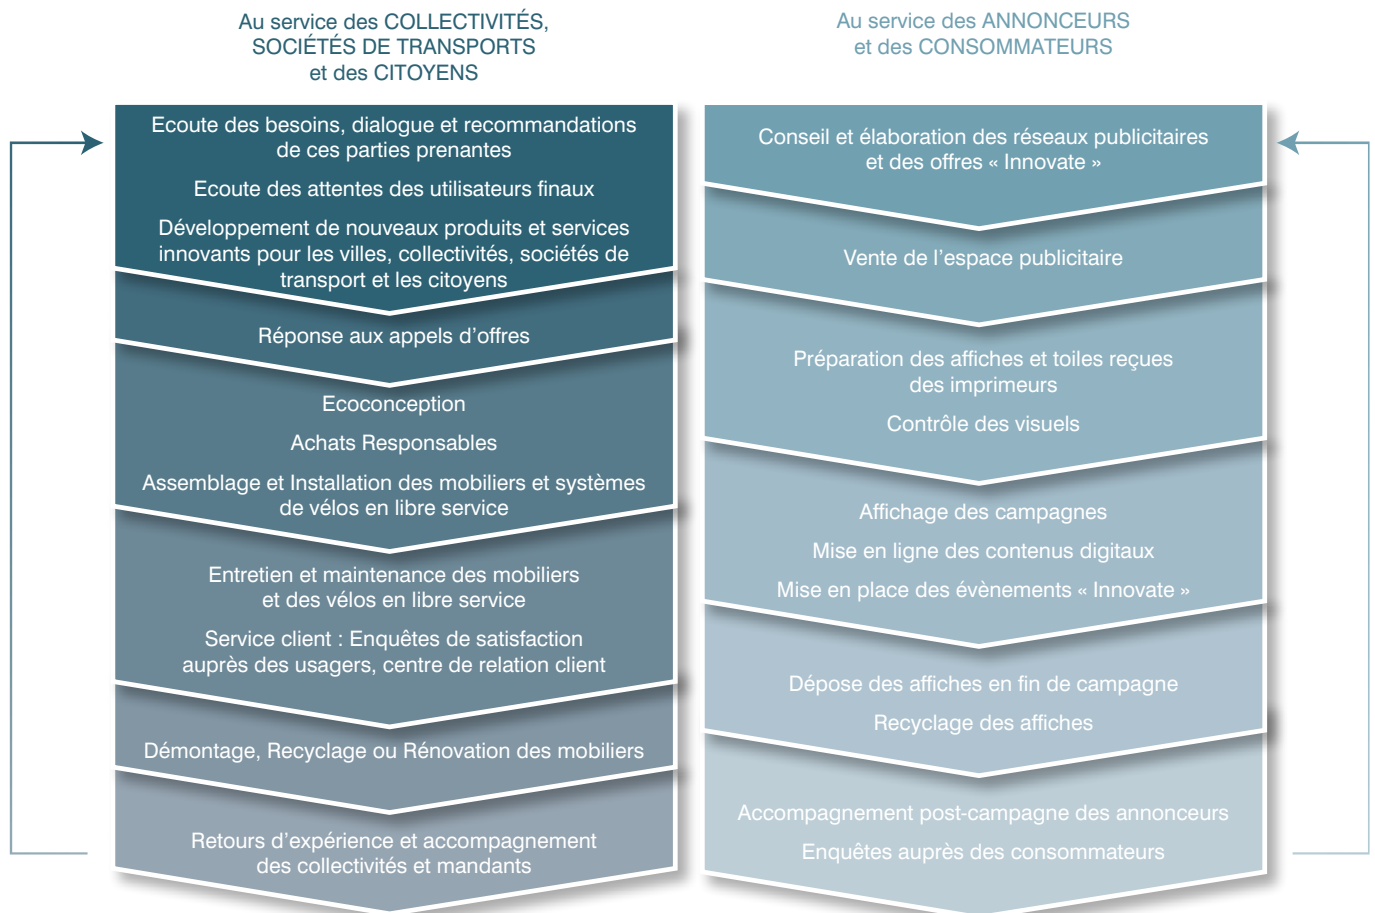 Au service des COLLECTIVITÉS,
SOCIÉTÉS DE TRANSPORTS
et des CITOYENS
Ecoute des besoins, dialogue et recommandations
de ces parties prenantes
Ecoute des attentes des utilisateurs finaux
Développement de nouveaux produits et services
innovants pour les villes, collectivités, sociétés de
transport et les citoyens
Réponse aux appels d’offres
Ecoconception
Achats Responsables
Assemblage et Installation des mobiliers et systèmes
de vélos en libre service
Entretien et maintenance des mobiliers
et des vélos en libre service
Service client : Enquêtes de satisfaction
auprès des usagers, centre de relation client
Démontage, Recyclage ou Rénovation des mobiliers
Retours d’expérience et accompagnement
des collectivités et mandants
Au service des ANNONCEURS
et des CONSOMMATEURS
Conseil et élaboration des réseaux publicitaires
et des offres « Innovate »
Vente de l’espace publicitaire
Préparation des affiches et toiles reçues
des imprimeurs
Contrôle des visuels
Affichage des campagnes
Mise en ligne des contenus digitaux
Mise en place des évènements « Innovate »
Dépose des affiches en fin de campagne
Recyclage des affiches
Accompagnement post-campagne des annonceurs
Enquêtes auprès des consommateurs